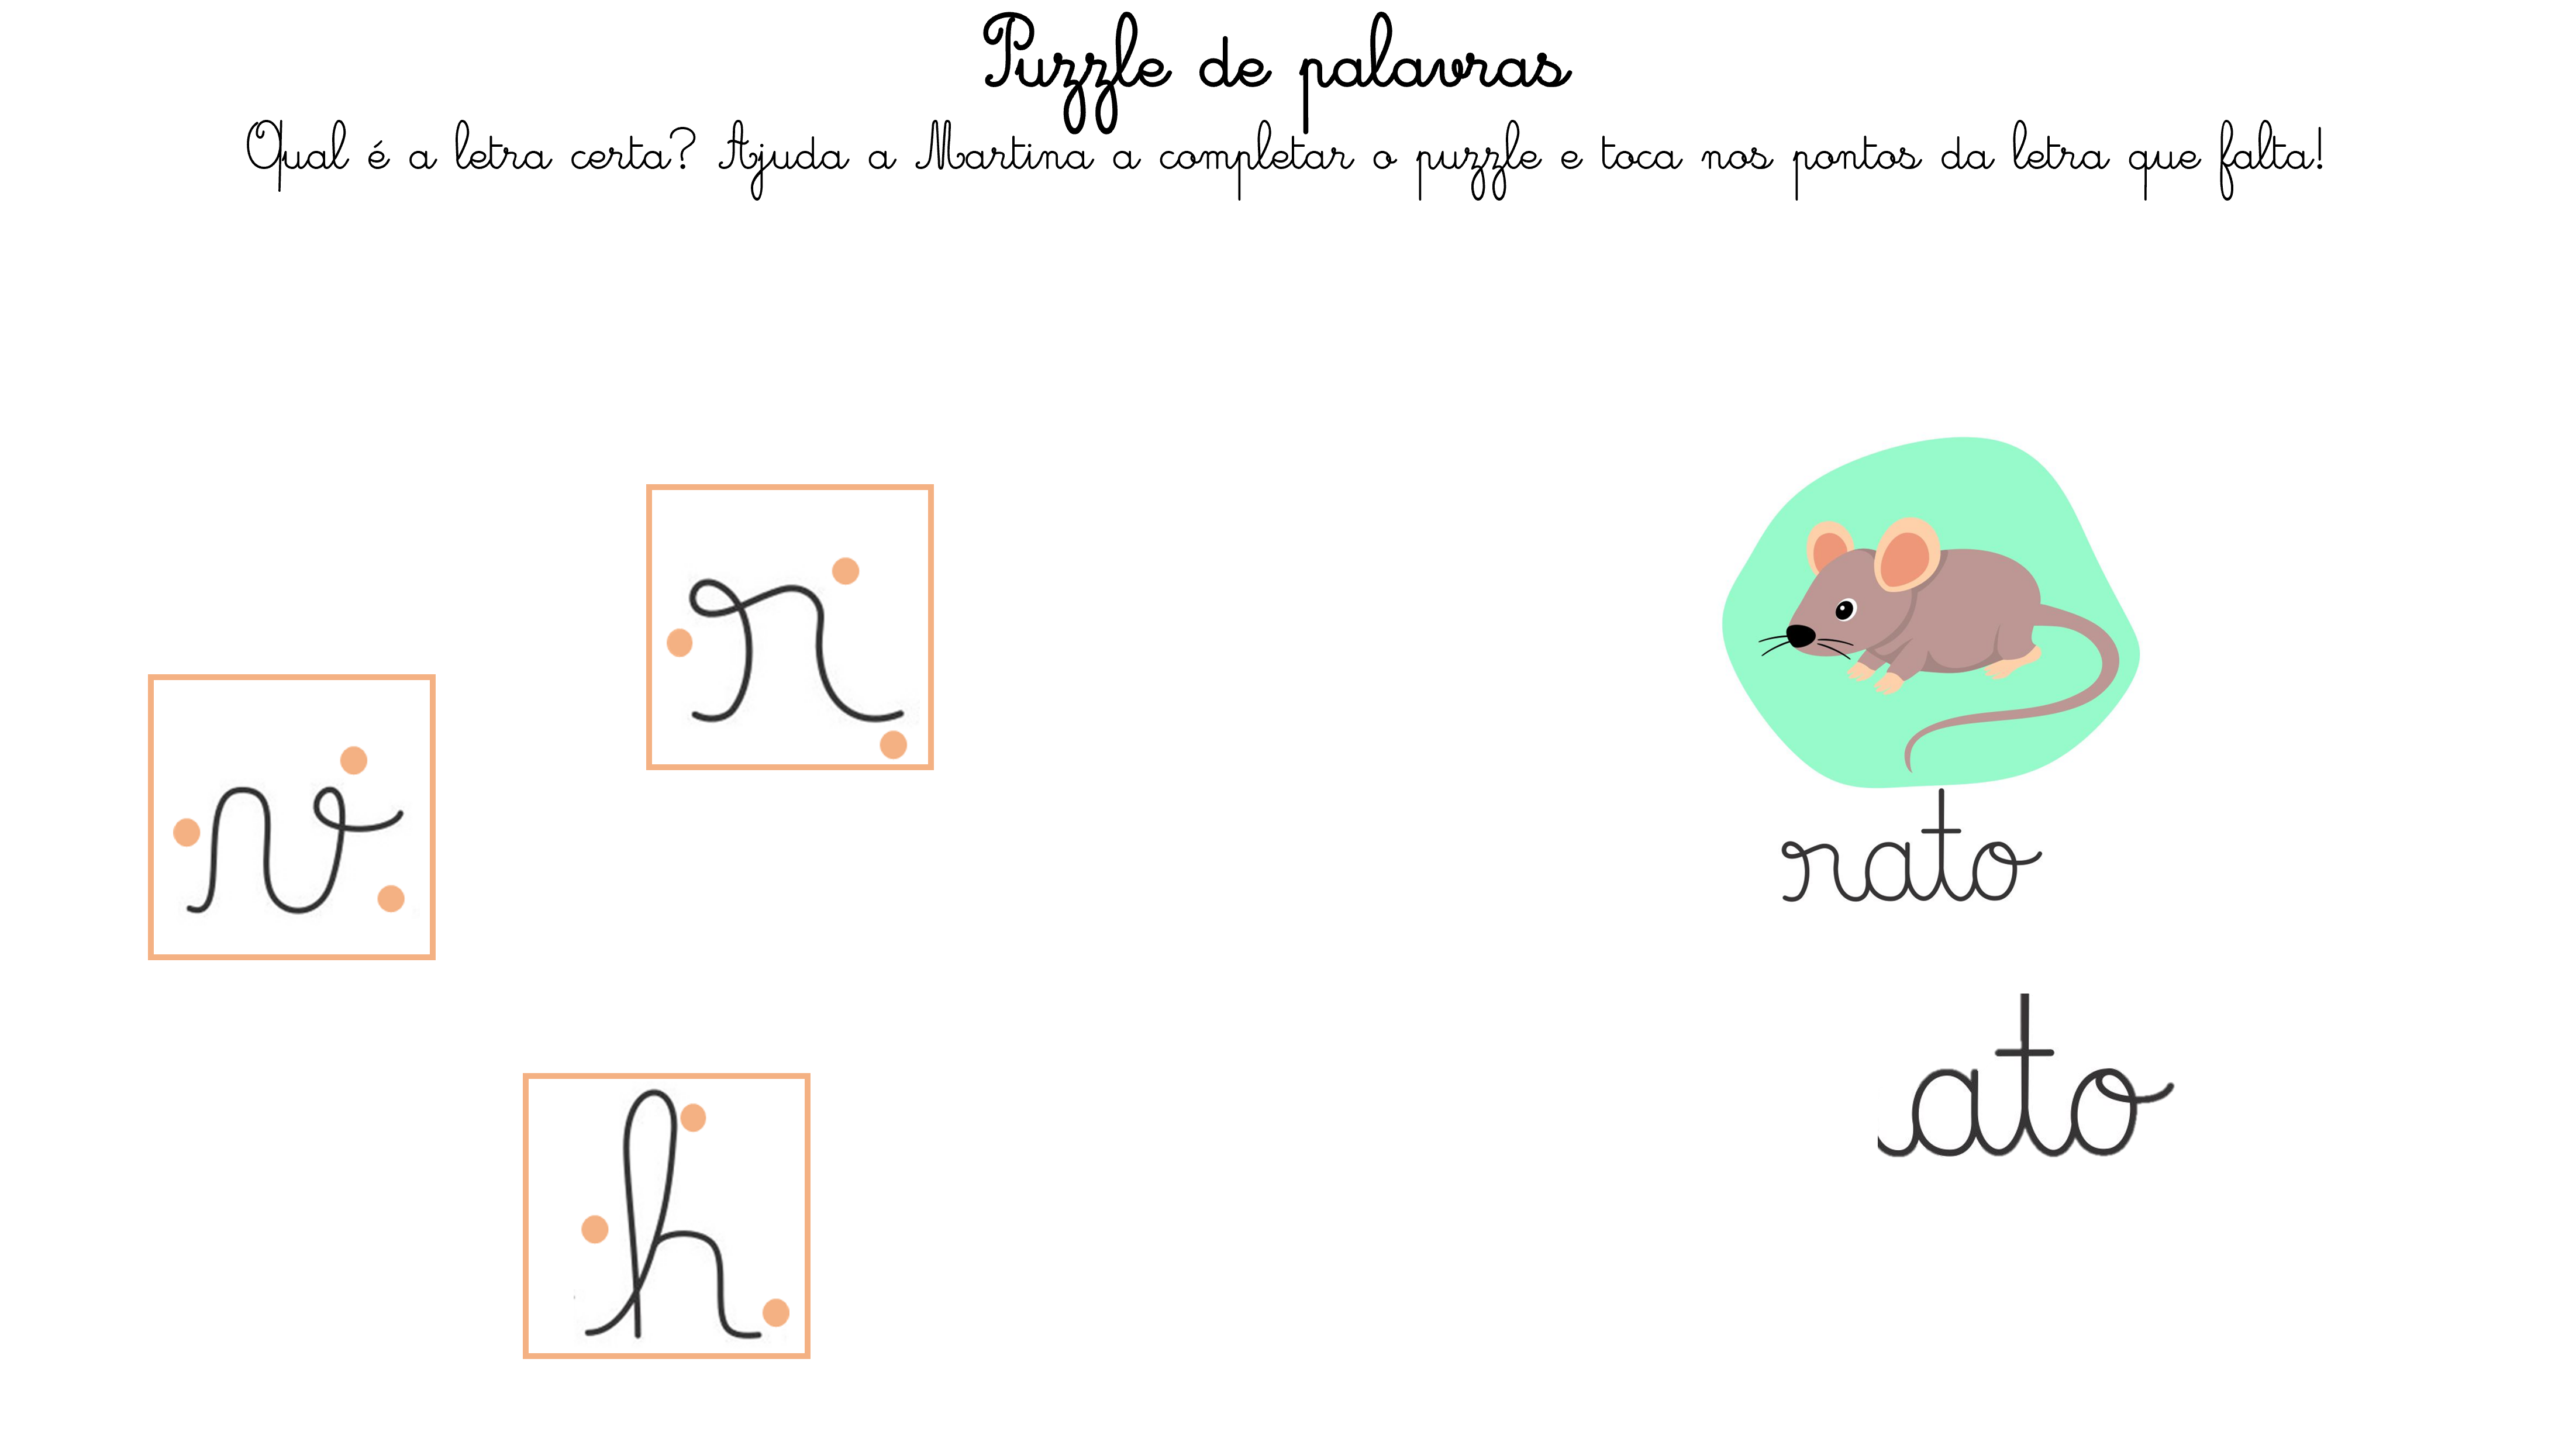 Puzzle de palavras
Qual é a letra certa? Ajuda a Martina a completar o puzzle e toca nos pontos da letra que falta!
r
v
rato
ato
h